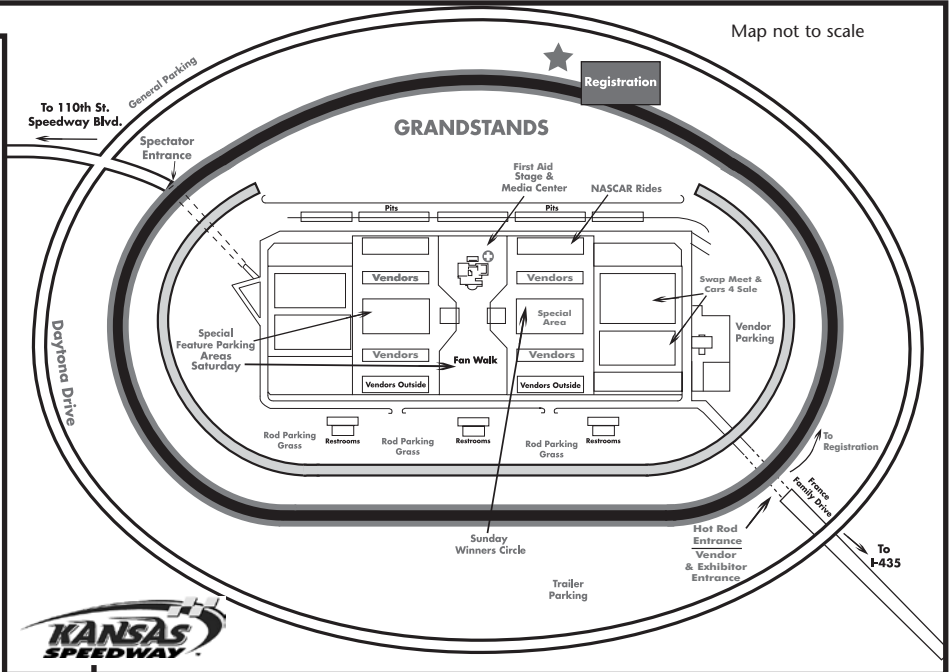 Map not to scale
General Parking
Registration
To 110th St.
Speedway Blvd.
Spectator
Entrance
GRANDSTANDS
First Aid
Stage &
Media Center
NASCAR Rides
Pits
Pits
Vendors
Vendors
Swap Meet &
Cars 4 Sale
Special
Area
Vendor
Parking
Special
Feature Parking
Areas
Saturday
Daytona Drive
Vendors
Fan Walk
Vendors
Vendors Outside
Vendors Outside
Rod Parking
Grass
Restrooms
Rod Parking
Grass
Restrooms
Rod Parking
Grass
Restrooms
To
Registration
France
Family Drive
Sunday
Winners Circle
Hot Rod
Entrance
Vendor
& Exhibitor
Entrance
To
I-435
Trailer
Parking
KANSAS
SPEEDWAY